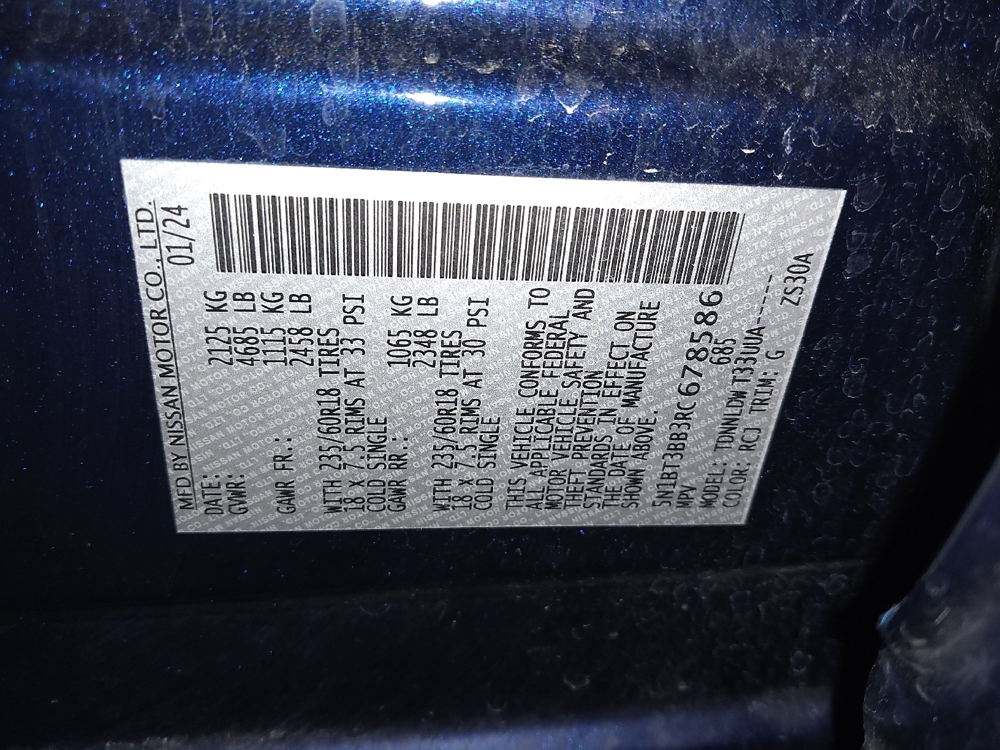 MFD.BY NISSAN MOTOR CO.,LTD.
DATE: 01/24
GVWR: 2125 KG
4685 LB
GAWR FR.: 1115 KG
2458 LB
WITH 235/60R18 TIRES
18 X 7.5 RIMS AT 33 PSI
COLD SINGLE
GAWR RR.: 1065 KG
2348 LB
WITH 235/60R18 TIRES
18 X 7.5 RIMS AT 30 PSI
COLD SINGLE
THIS VEHICLE CONFORMS TO
ALL APPLICABLE FEDERAL
MOTOR VEHICLE SAFETY AND
THEFT PREVENTION
STANDARDS IN EFFECT ON
THE DATE OF MANUFACTURE
SHOWN ABOVE.
5N1BT3BB3RC678586
MPV 685
MODEL: TDNNLDW T33UUA-----
COLOR: RCJ TRIM: G ZS30A